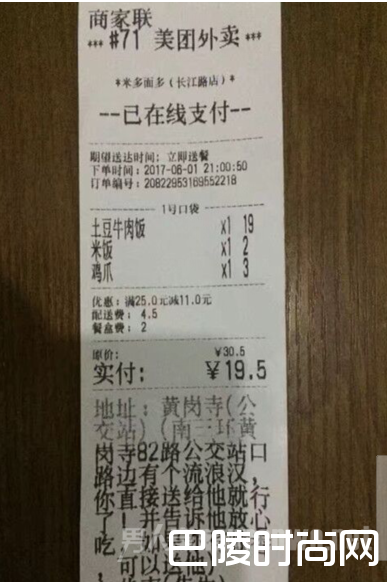 商家联
*** #71 美团外卖 ***
*米多面多(长江路店)*
--已在线支付--
期望送达时间: 立即送餐
下单时间: 2017-06-01 21:00:50
订单编号: 20822953169552218
1号口袋
土豆牛肉饭 x1 19
米饭 x1 2
鸡爪 x1 3
优惠: 满25.0元减11.0元
配送费: 4.5
餐盒费: 2
原价: ¥30.5
实付: ¥19.5
地址: 黄岗寺(公
交站) (南三环黄
岗寺82路公交站口
路边有个流浪汉,
你直接送给他就行
了! 并告诉他放心
吃
可以
巴陵时尚网